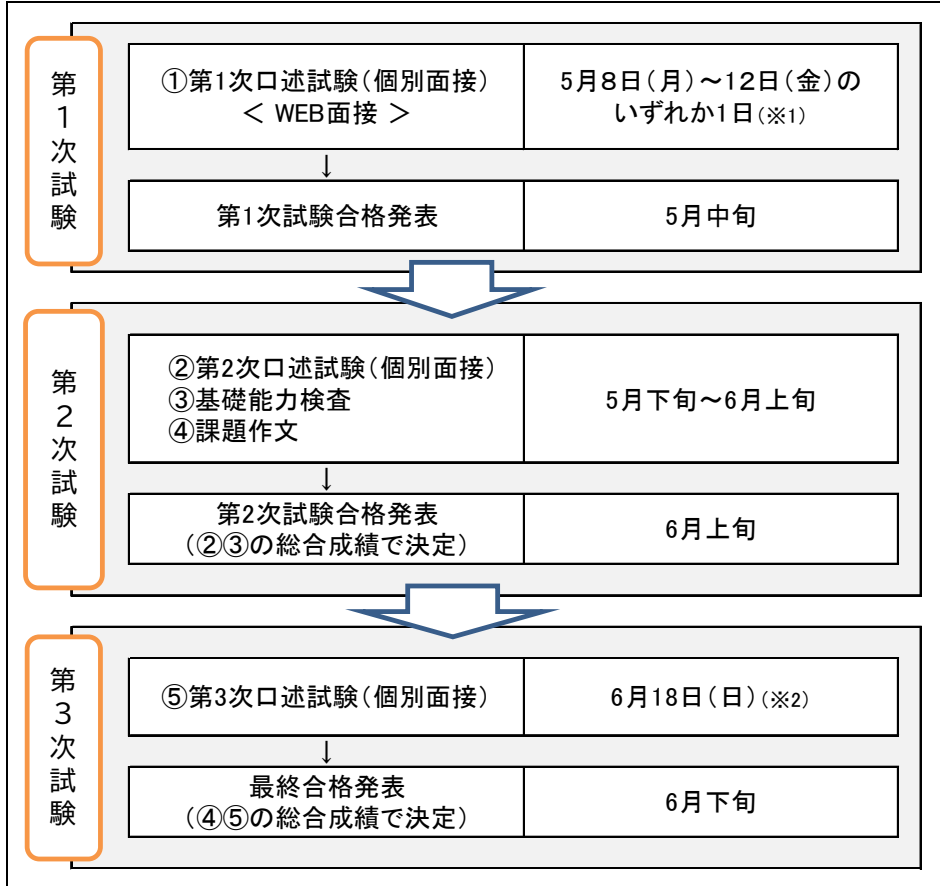 第1次試験
①第1次口述試験(個別面接)
< WEB面接 >
5月8日(月)~12日(金)の
いずれか1日(※1)
↓
第1次試験合格発表
5月中旬
第2次試験
②第2次口述試験(個別面接)
③基礎能力検査
④課題作文
5月下旬~6月上旬
↓
第2次試験合格発表
(②③の総合成績で決定)
6月上旬
第3次試験
⑤第3次口述試験(個別面接)
6月18日(日)(※2)
↓
最終合格発表
(④⑤の総合成績で決定)
6月下旬